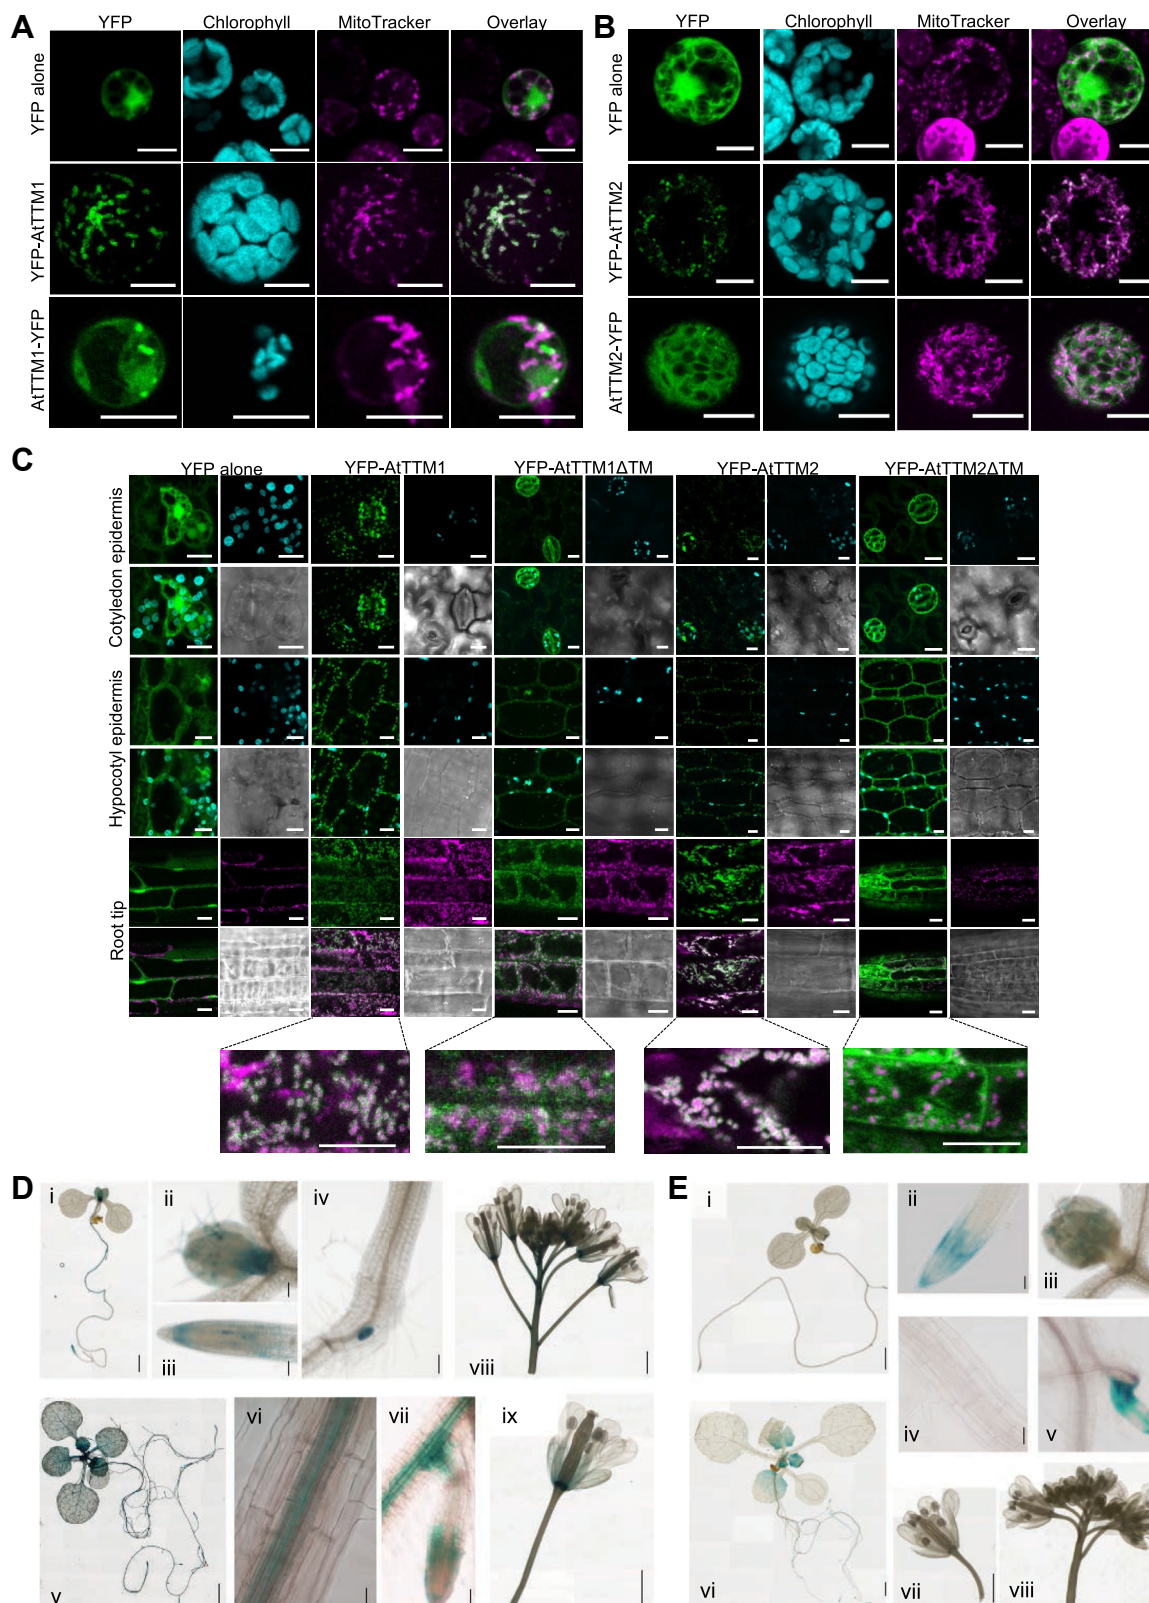 A
YFP
Chlorophyll
MitoTracker
Overlay
YFP alone
YFP-AtTTM1
AtTTM1-YFP
B
YFP
Chlorophyll
MitoTracker
Overlay
YFP alone
YFP-AtTTM2
AtTTM2-YFP
C
YFP alone
YFP-AtTTM1
YFP-AtTTM1ΔTM
YFP-AtTTM2
YFP-AtTTM2ΔTM
Cotyledon epidermis
Hypocotyl epidermis
Root tip
D
i
ii
iii
iv
v
vi
vii
viii
ix
E
i
ii
iii
iv
v
vi
vii
viii